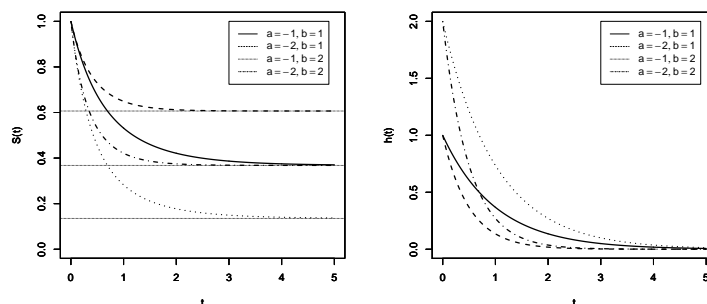 S(t)
1.0
0.8
0.6
0.4
0.2
0.0
0 1 2 3 4 5
t
a=−1, b=1
a=−2, b=1
a=−1, b=2
a=−2, b=2
h(t)
2.0
1.5
1.0
0.5
0.0
0 1 2 3 4 5
t
a=−1, b=1
a=−2, b=1
a=−1, b=2
a=−2, b=2